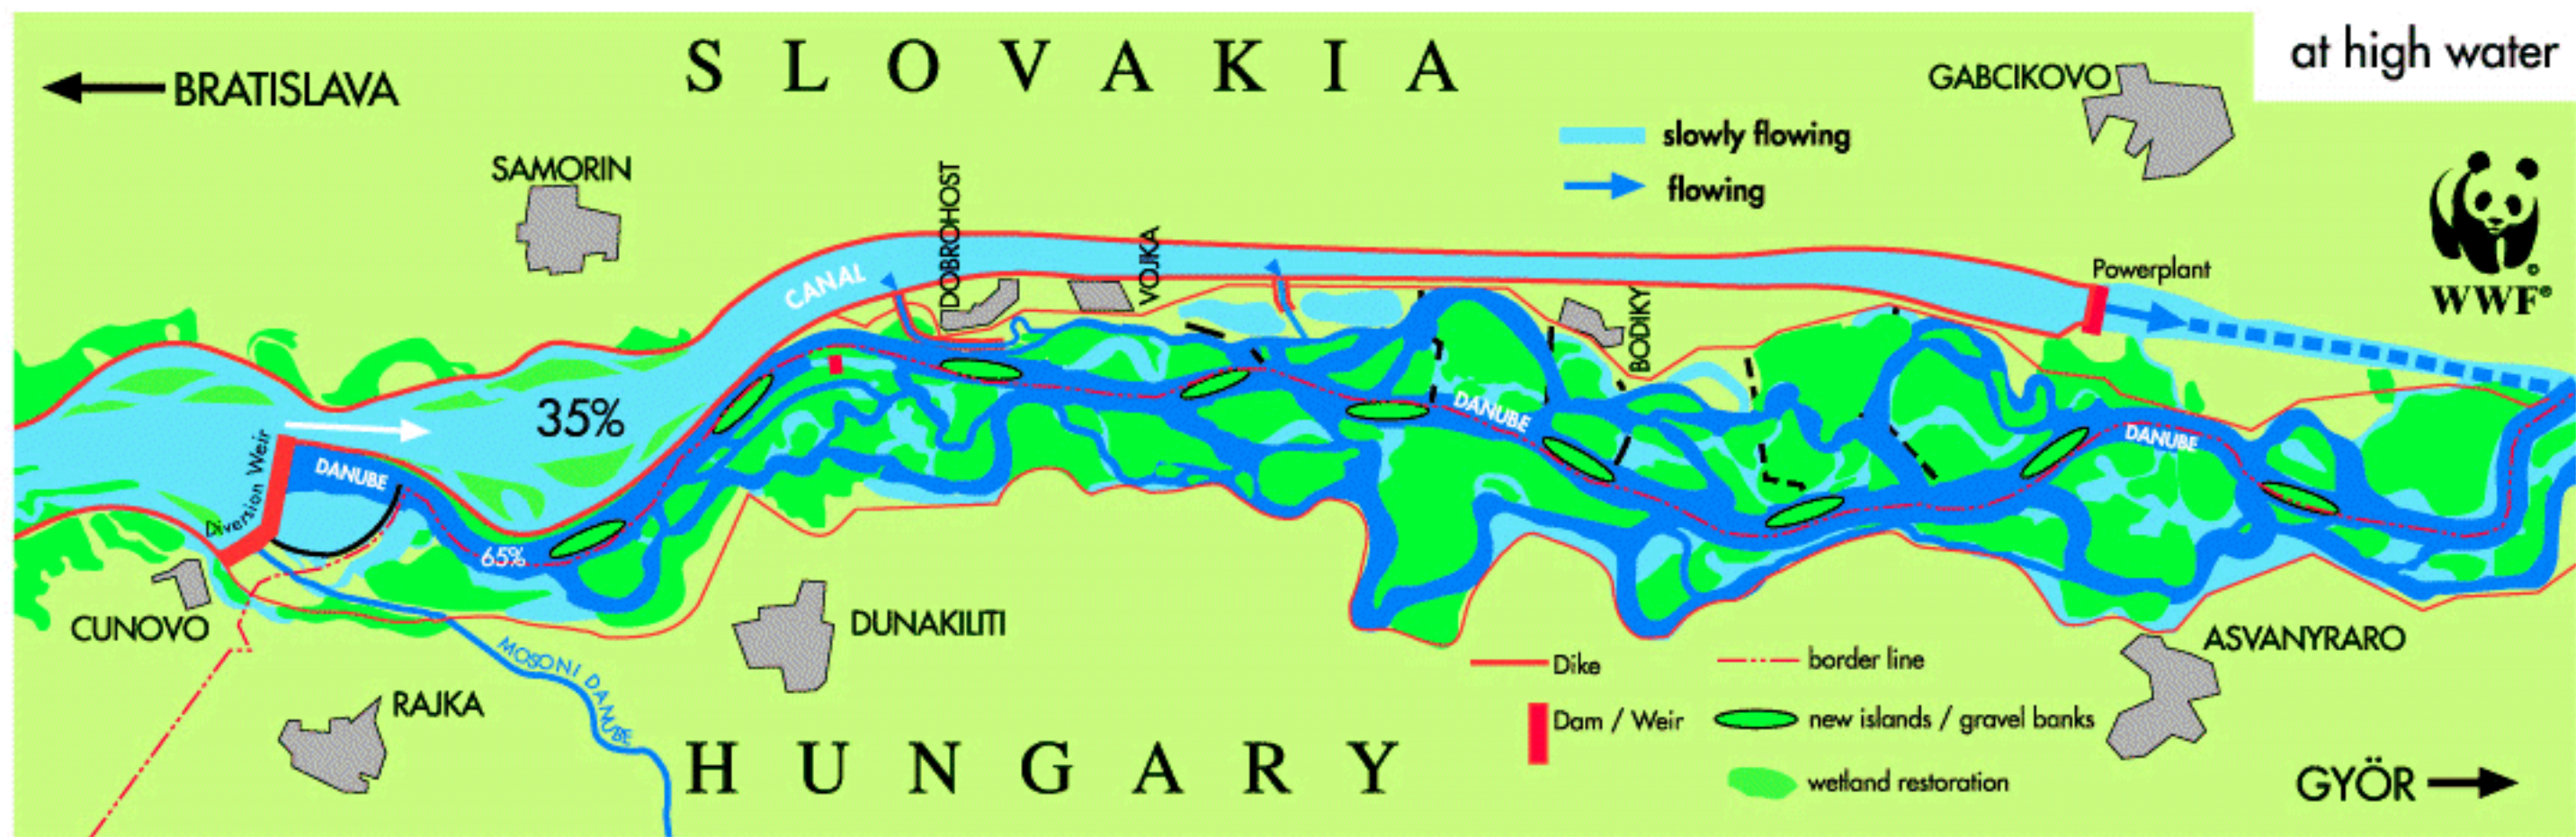 SLOVAKIA
at high water
BRATISLAVA
GABCIKOVO
slowly flowing
flowing
SAMORIN
DOBROHOST
VOJKA
WWF®
©
Powerplant
CANAL
BODIKY
35%
DANUBE
DANUBE
DANUBE
Diversion Weir
65%
CUNOVO
DUNAKILITI
MOSONI DANUBE
RAJKA
ASVANYRARO
Dike
border line
Dam / Weir
new islands / gravel banks
wetland restoration
HUNGARY
GYÖR